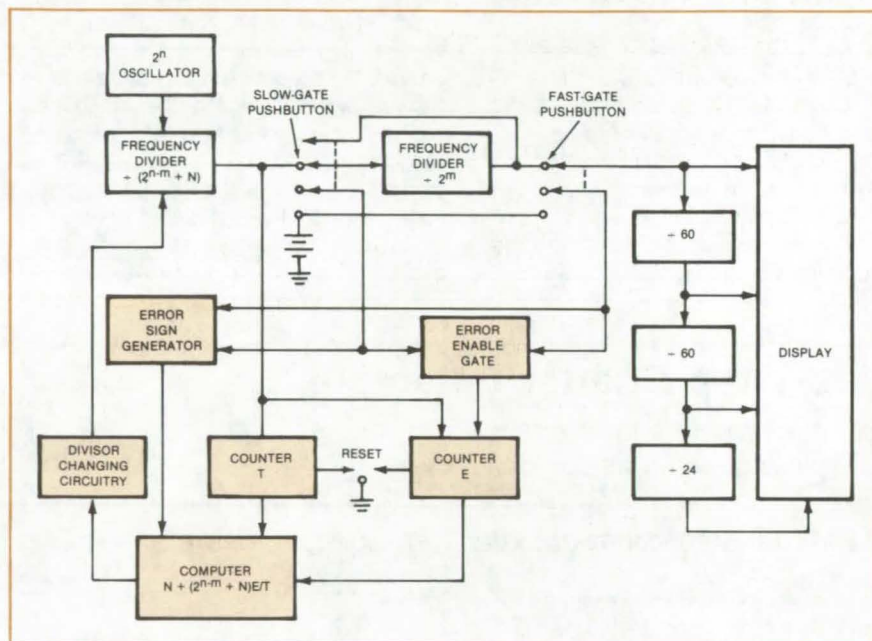 2ⁿ
OSCILLATOR
SLOW-GATE
PUSHBUTTON
FAST-GATE
PUSHBUTTON
FREQUENCY
DIVIDER
÷ (2ⁿ⁻ᵐ + N)
FREQUENCY
DIVIDER
÷ 2ᵐ
÷ 60
ERROR
SIGN
GENERATOR
ERROR
ENABLE
GATE
÷ 60
DISPLAY
DIVISOR
CHANGING
CIRCUITRY
COUNTER
T
RESET
COUNTER
E
÷ 24
COMPUTER
N + (2ⁿ⁻ᵐ + N)E/T